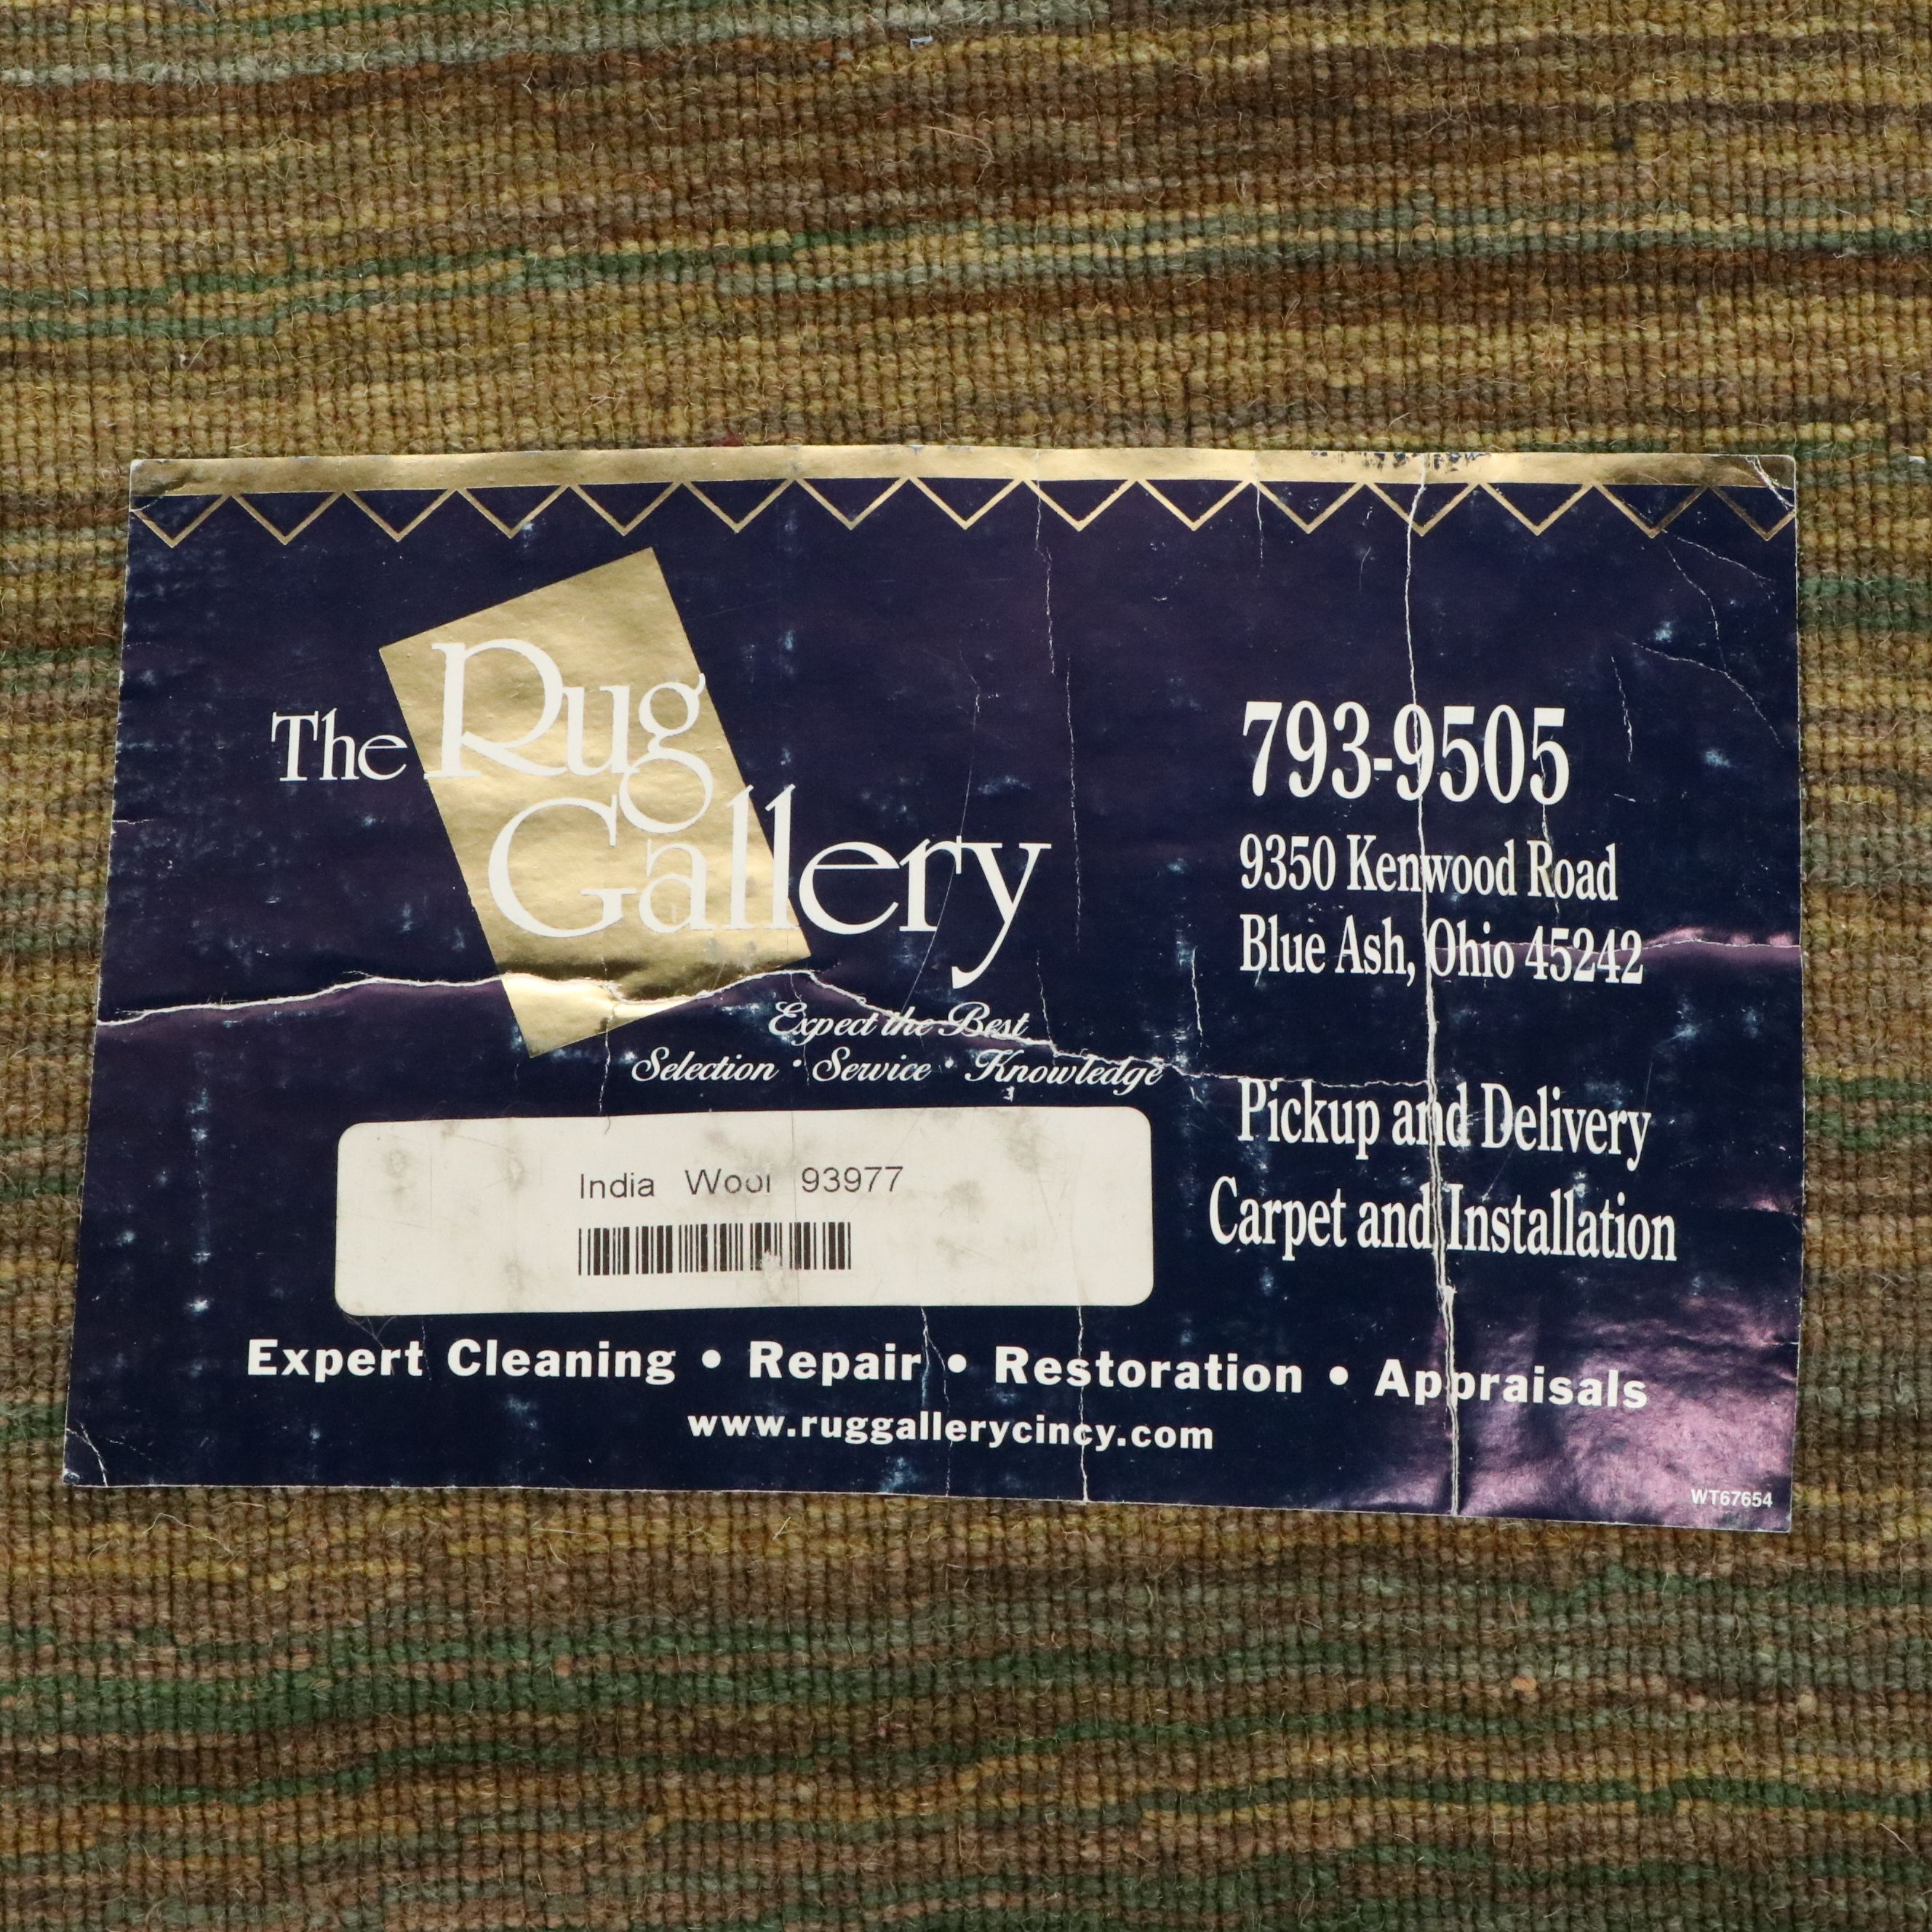 The Rug
Gallery
Expect the Best
Selection · Service · Knowledge
793-9505
9350 Kenwood Road
Blue Ash, Ohio 45242
Pickup and Delivery
Carpet and Installation
India Wool 93977
Expert Cleaning • Repair • Restoration • Appraisals
www.ruggallerycincy.com
WT67654